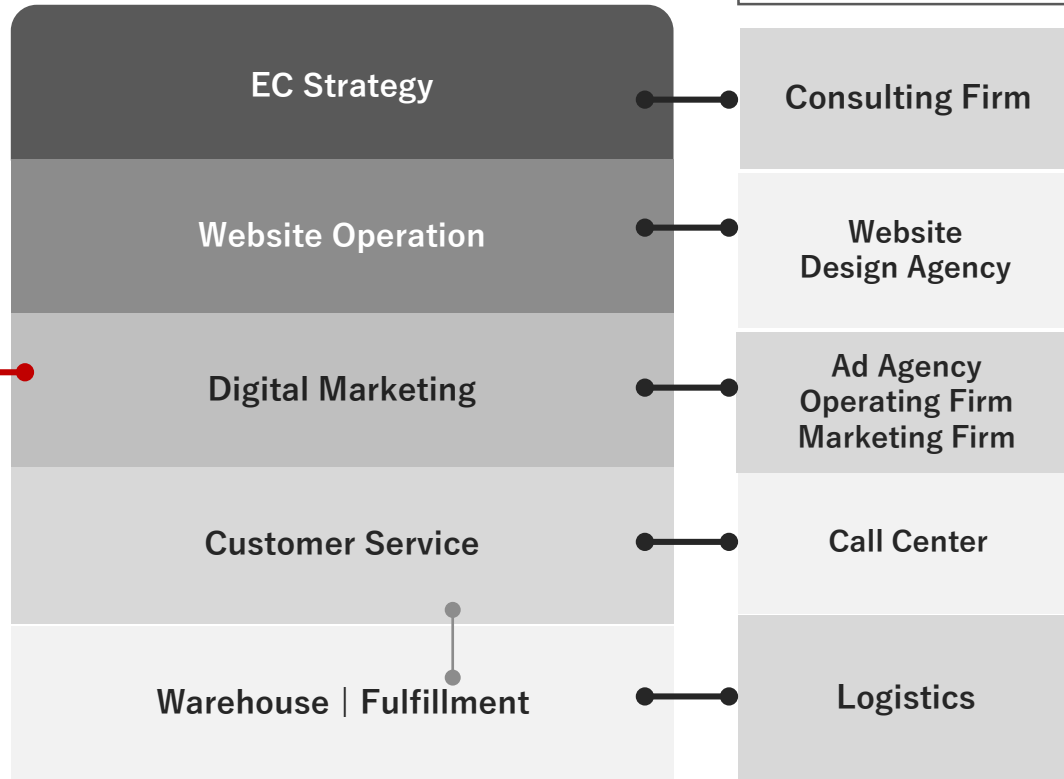 EC Strategy
Consulting Firm
Website Operation
Website
Design Agency
Digital Marketing
Ad Agency
Operating Firm
Marketing Firm
Customer Service
Call Center
Warehouse | Fulfillment
Logistics